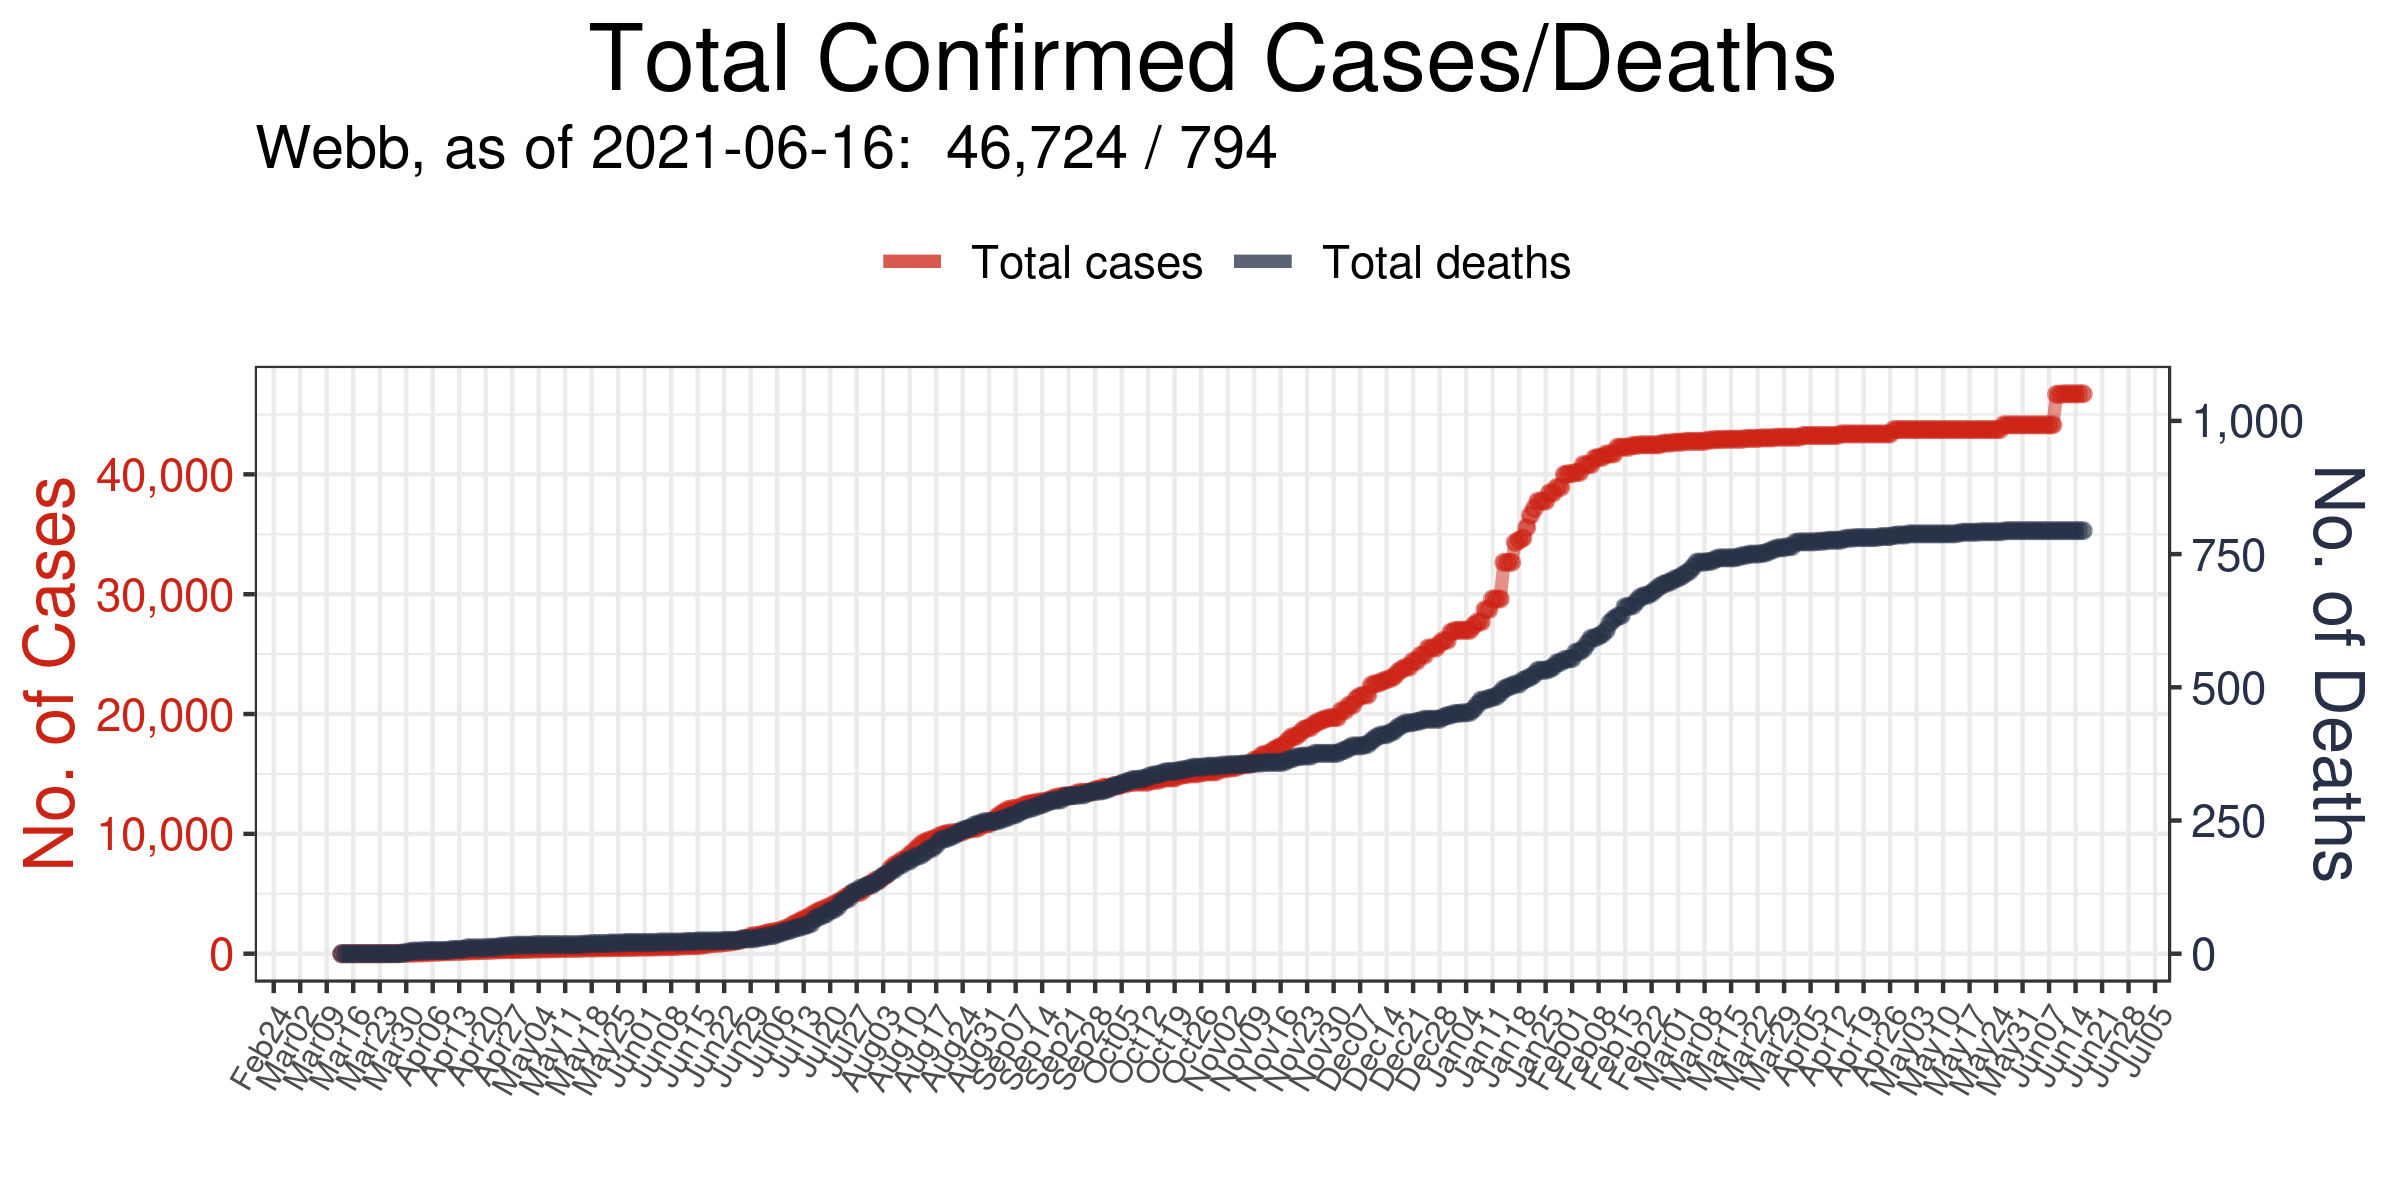 Total Confirmed Cases/Deaths
Webb, as of 2021-06-16:  46,724 / 794
Total cases
Total deaths
No. of Cases
40,000
30,000
20,000
10,000
0
1,000
750
500
250
0
No. of Deaths
Feb24
Mar02
Mar09
Mar16
Mar23
Mar30
Apr06
Apr13
Apr20
Apr27
May04
May11
May18
May25
Jun01
Jun08
Jun15
Jun22
Jun29
Jul06
Jul13
Jul20
Jul27
Aug03
Aug10
Aug17
Aug24
Aug31
Sep07
Sep14
Sep21
Sep28
Oct05
Oct12
Oct19
Oct26
Nov02
Nov09
Nov16
Nov23
Nov30
Dec07
Dec14
Dec21
Dec28
Jan04
Jan11
Jan18
Jan25
Feb01
Feb08
Feb15
Feb22
Mar01
Mar08
Mar15
Mar22
Mar29
Apr05
Apr12
Apr19
Apr26
May03
May10
May17
May24
May31
Jun07
Jun14
Jun21
Jun28
Jul05